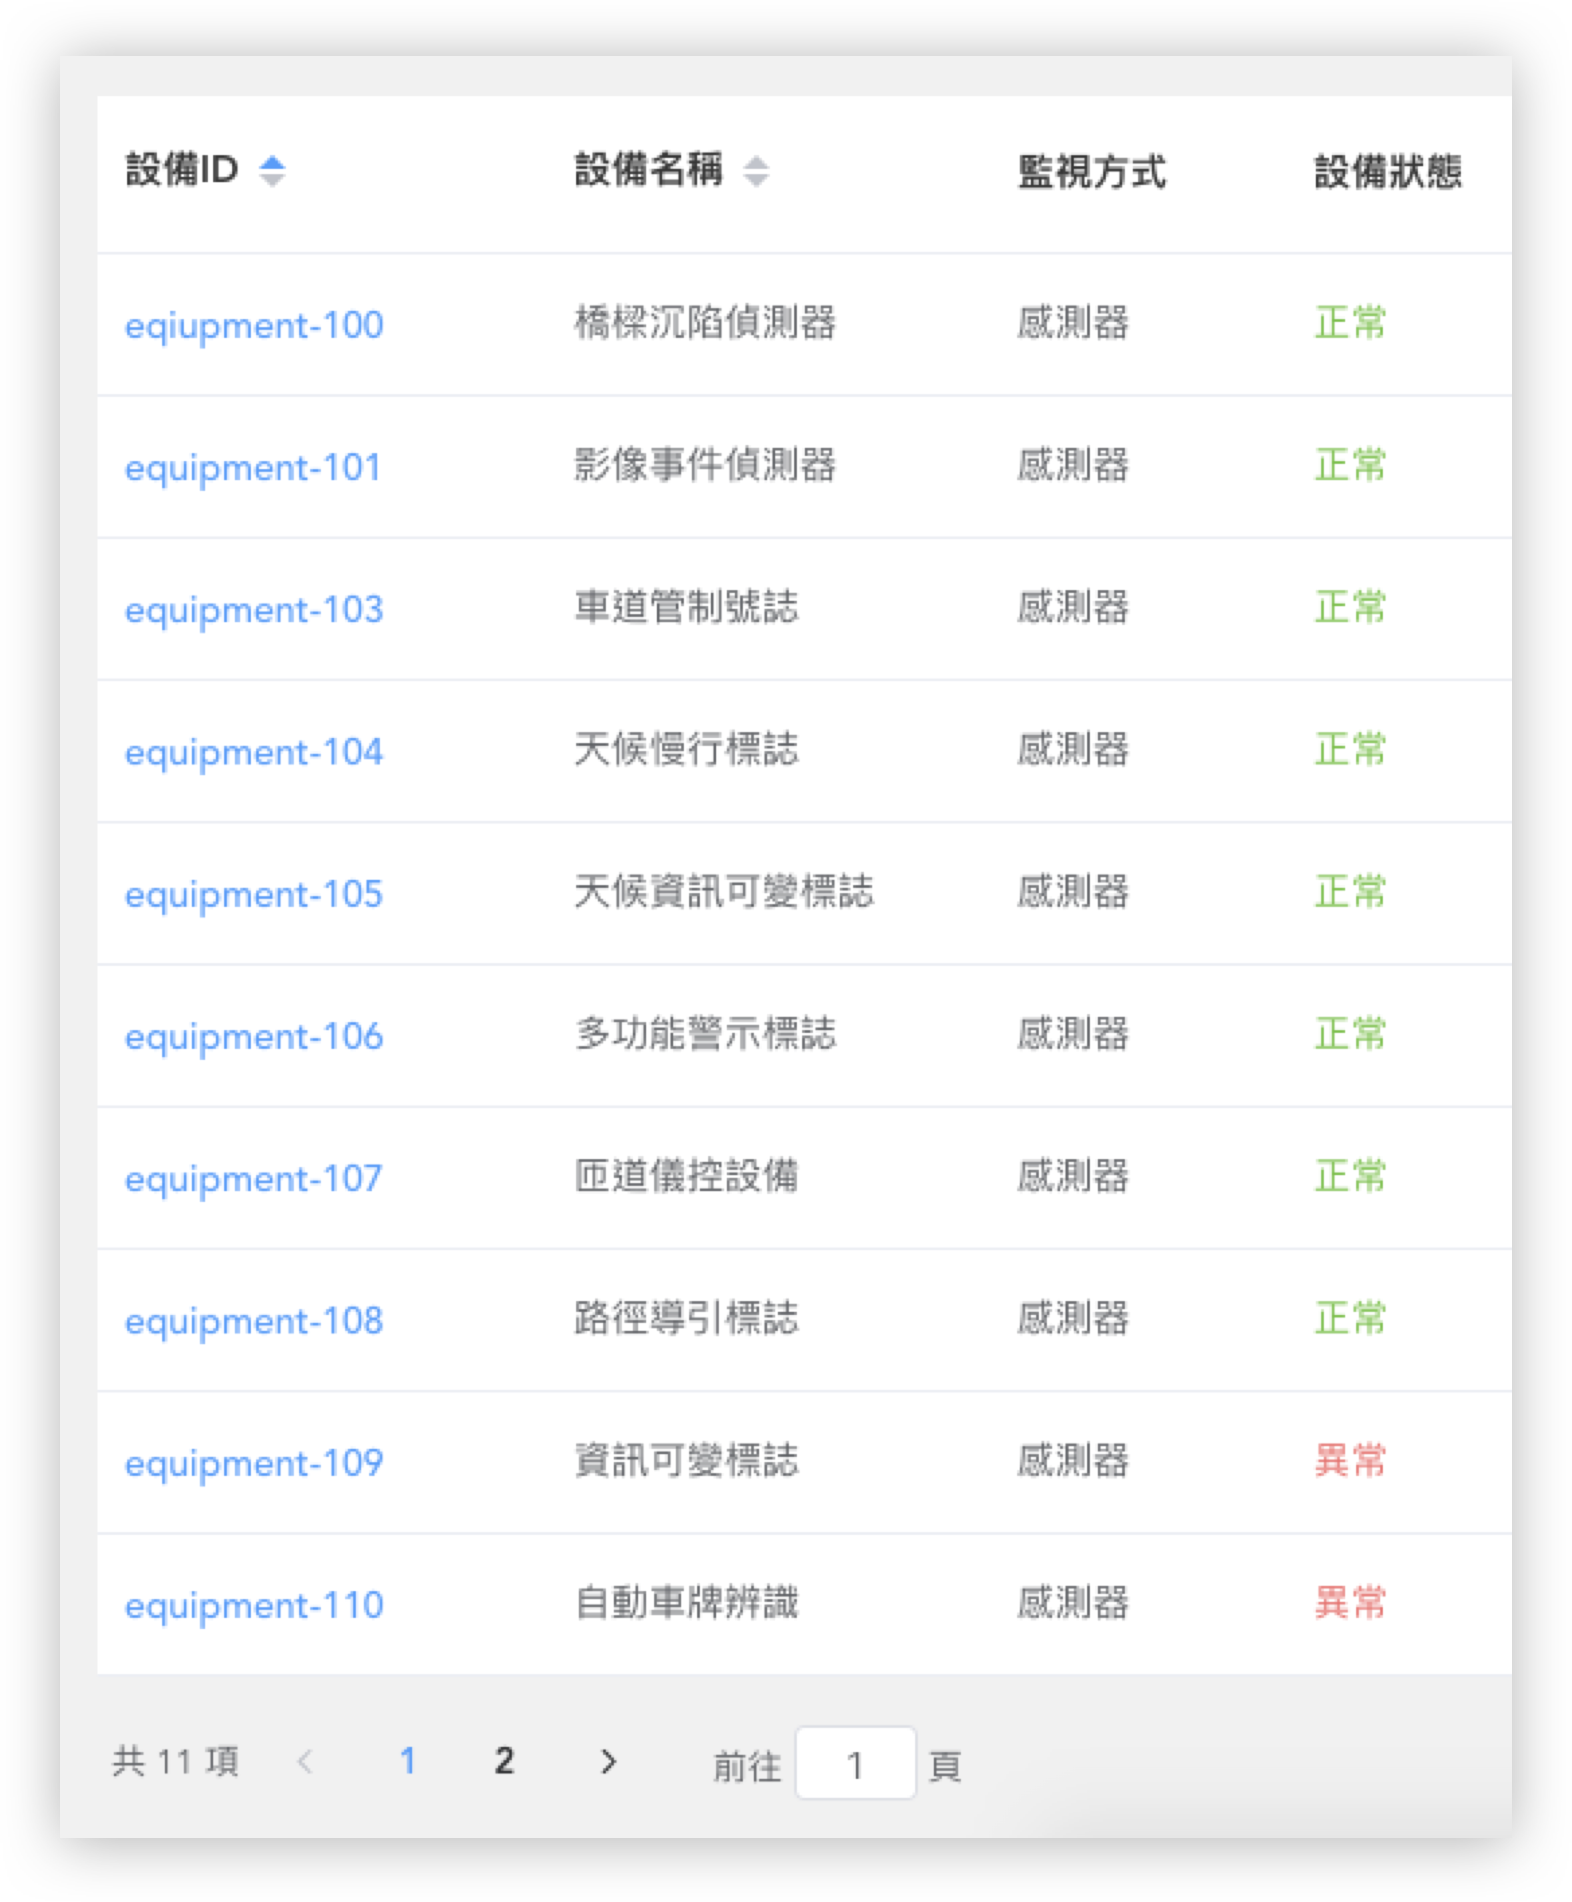 設備ID 設備名稱 監視方式 設備狀態
eqiupment-100 橋樑沉陷偵測器 感測器 正常
equipment-101 影像事件偵測器 感測器 正常
equipment-103 車道管制號誌 感測器 正常
equipment-104 天候慢行標誌 感測器 正常
equipment-105 天候資訊可變標誌 感測器 正常
equipment-106 多功能警示標誌 感測器 正常
equipment-107 匝道儀控設備 感測器 正常
equipment-108 路徑導引標誌 感測器 正常
equipment-109 資訊可變標誌 感測器 異常
equipment-110 自動車牌辨識 感測器 異常
共 11 項 1 2 前往 1 頁